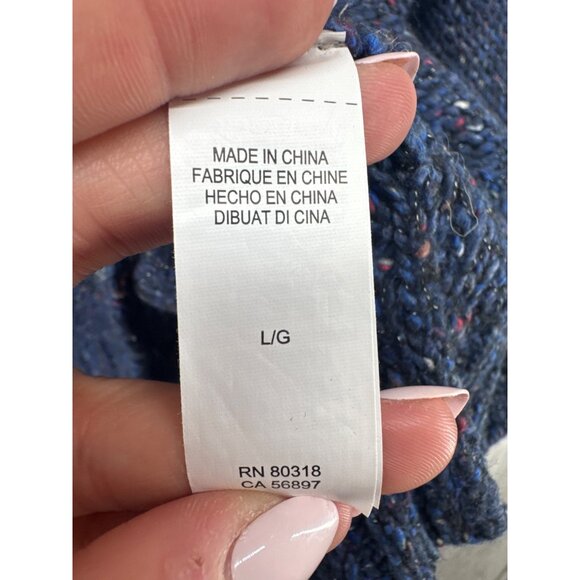 MADE IN CHINA
FABRIQUE EN CHINE
HECHO EN CHINA
DIBUAT DI CINA
L/G
RN 80318
CA 56897